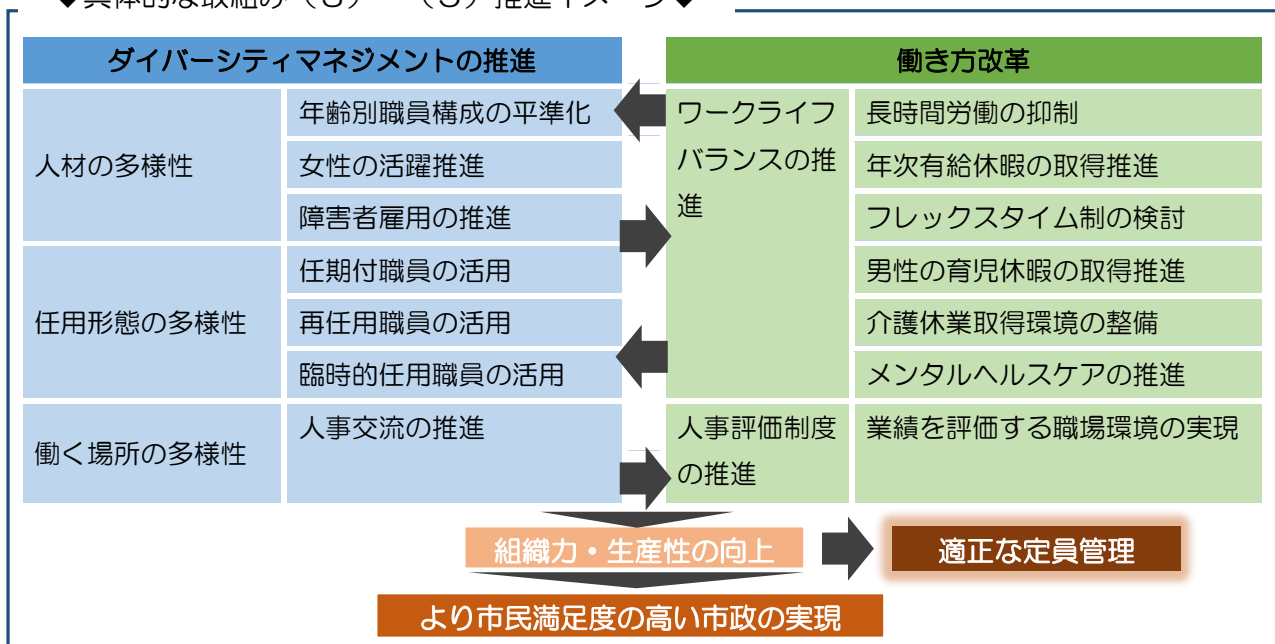 ダイバーシティマネジメントの推進
人材の多様性
年齢別職員構成の平準化
女性の活躍推進
障害者雇用の推進
任用形態の多様性
任期付職員の活用
再任用職員の活用
臨時的任用職員の活用
働く場所の多様性
人事交流の推進
働き方改革
ワークライフ
バランスの推
進
長時間労働の抑制
年次有給休暇の取得推進
フレックスタイム制の検討
男性の育児休暇の取得推進
介護休業取得環境の整備
メンタルヘルスケアの推進
人事評価制度
の推進
業績を評価する職場環境の実現
組織力・生産性の向上
適正な定員管理
より市民満足度の高い市政の実現